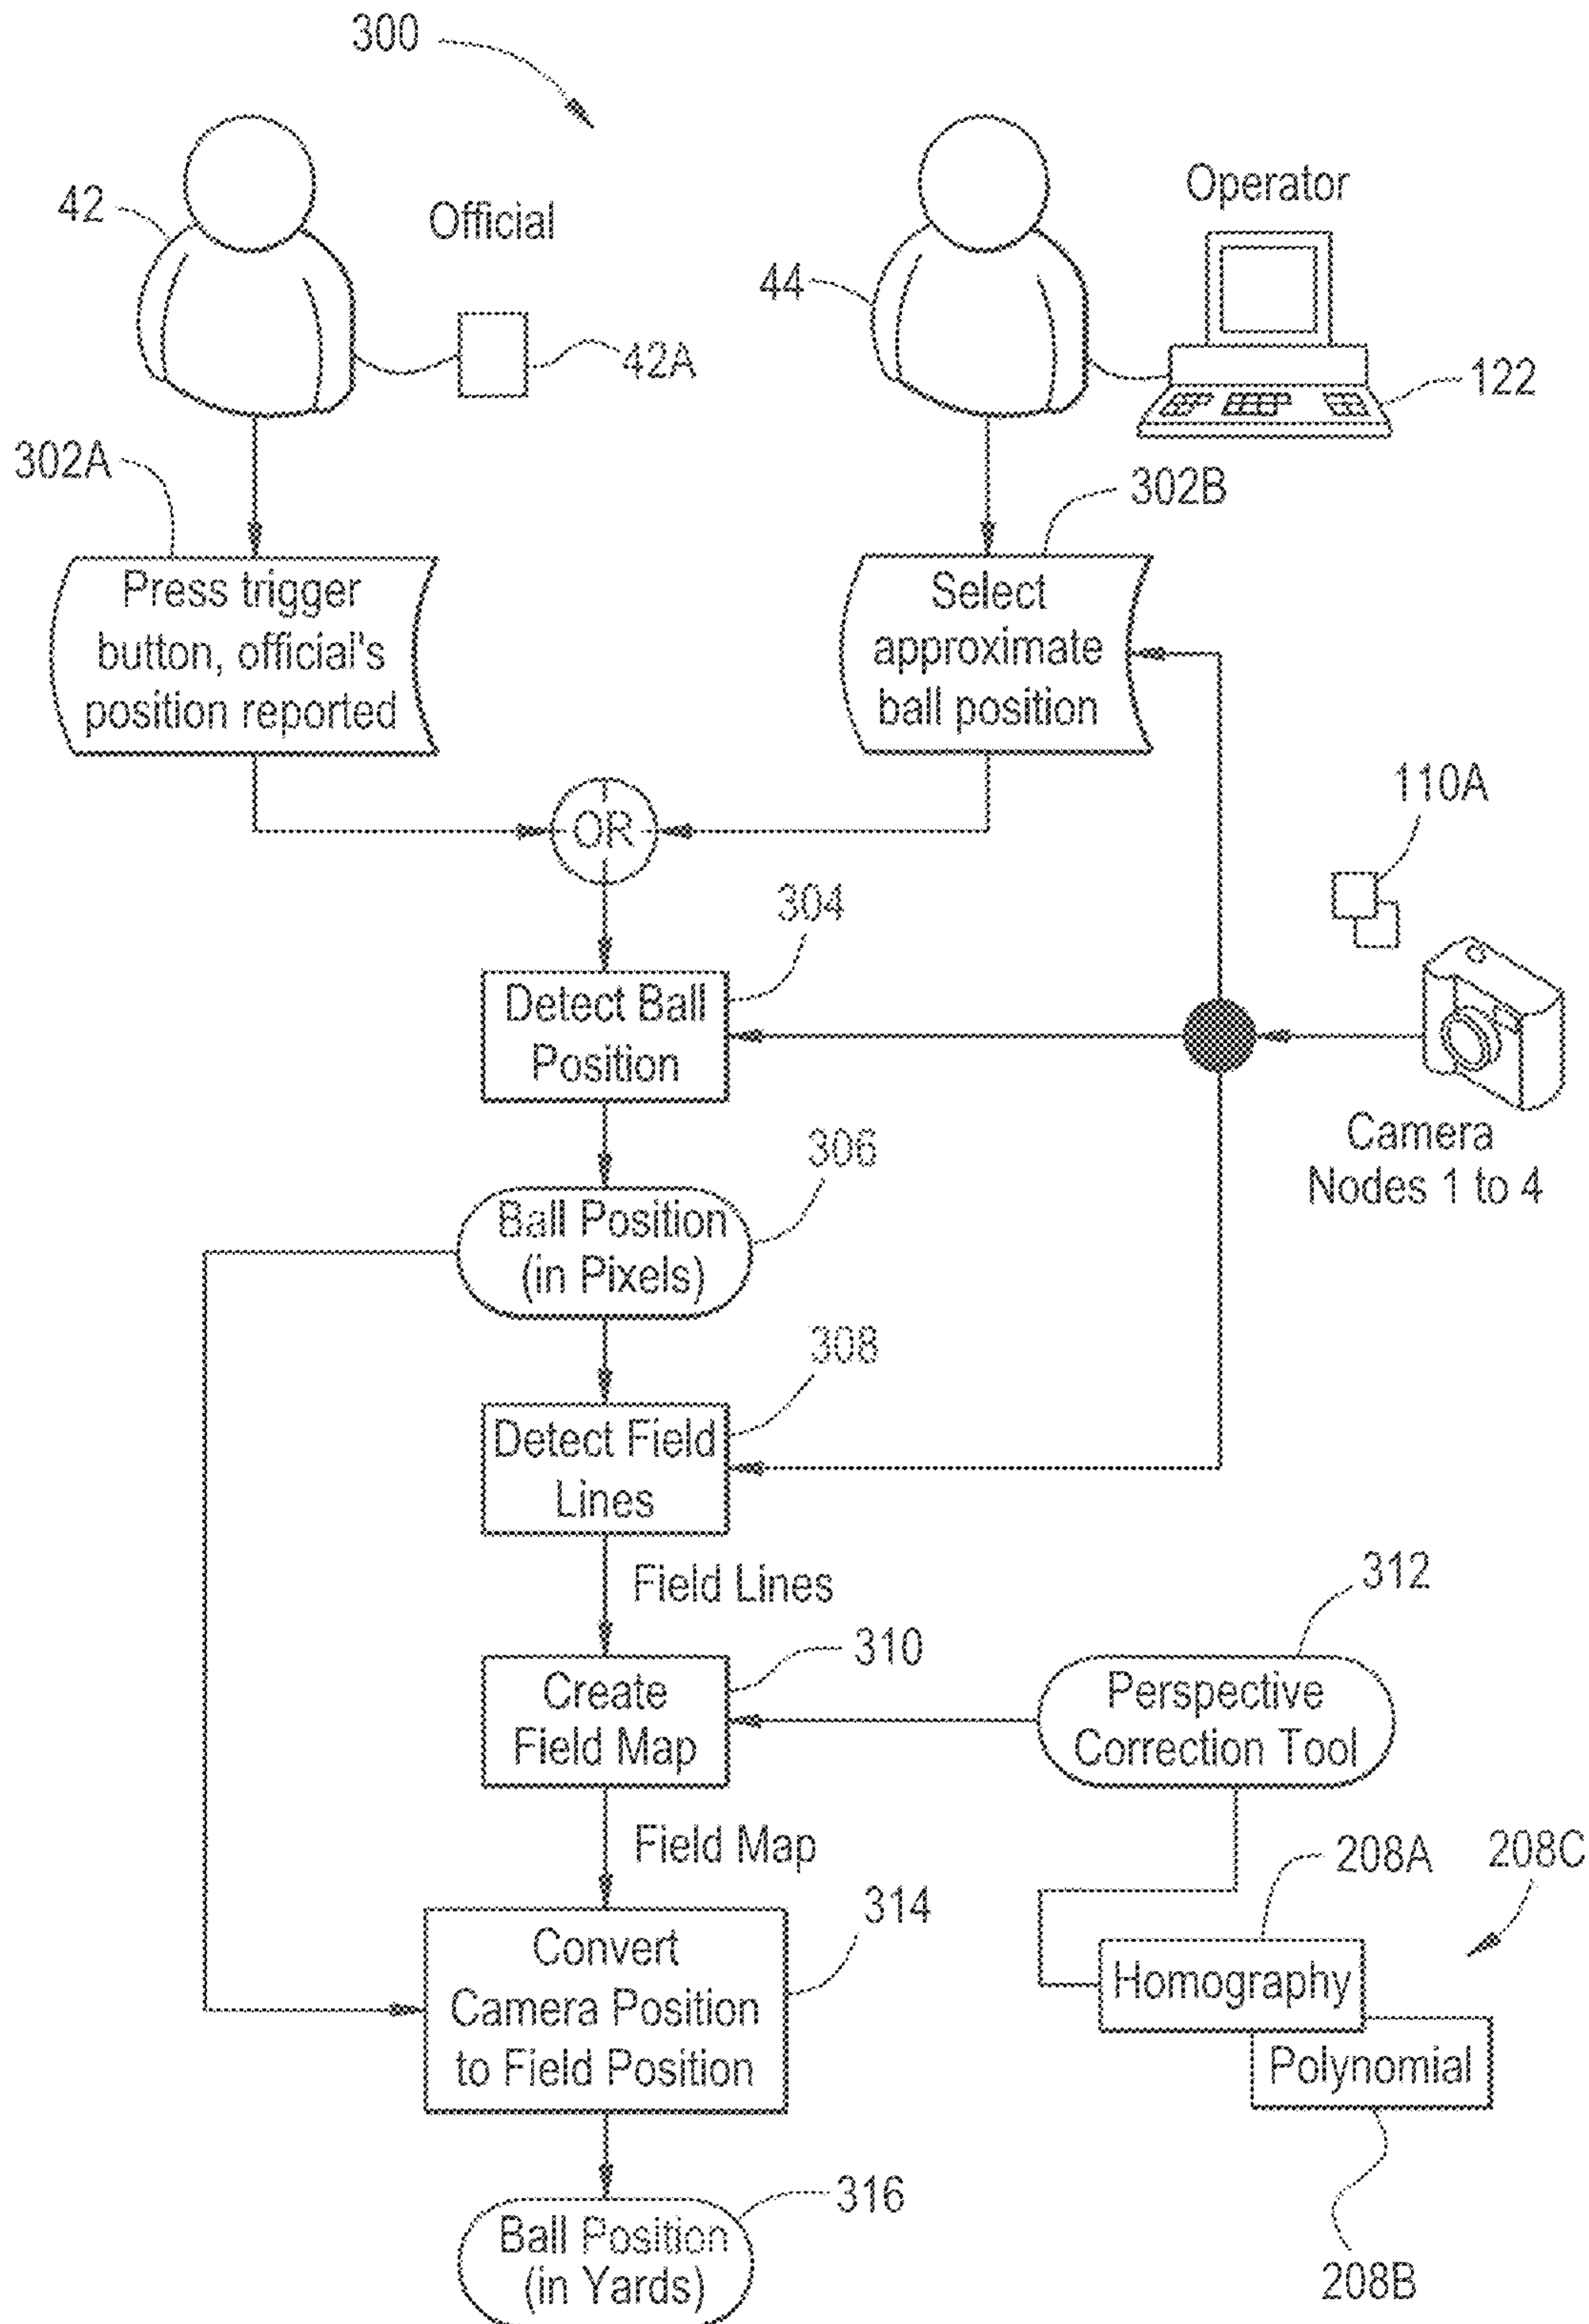 300
42
Official
Operator
44
42A
122
302A
302B
Press trigger
button, official's
position reported
Select
approximate
ball position
110A
OR
304
Detect Ball
Position
Camera
Nodes 1 to 4
306
Ball Position
(in Pixels)
308
Detect Field
Lines
Field Lines
312
310
Create
Field Map
Perspective
Correction Tool
Field Map
208A
208C
314
Convert
Camera Position
to Field Position
Homography
Polynomial
316
Ball Position
(in Yards)
208B